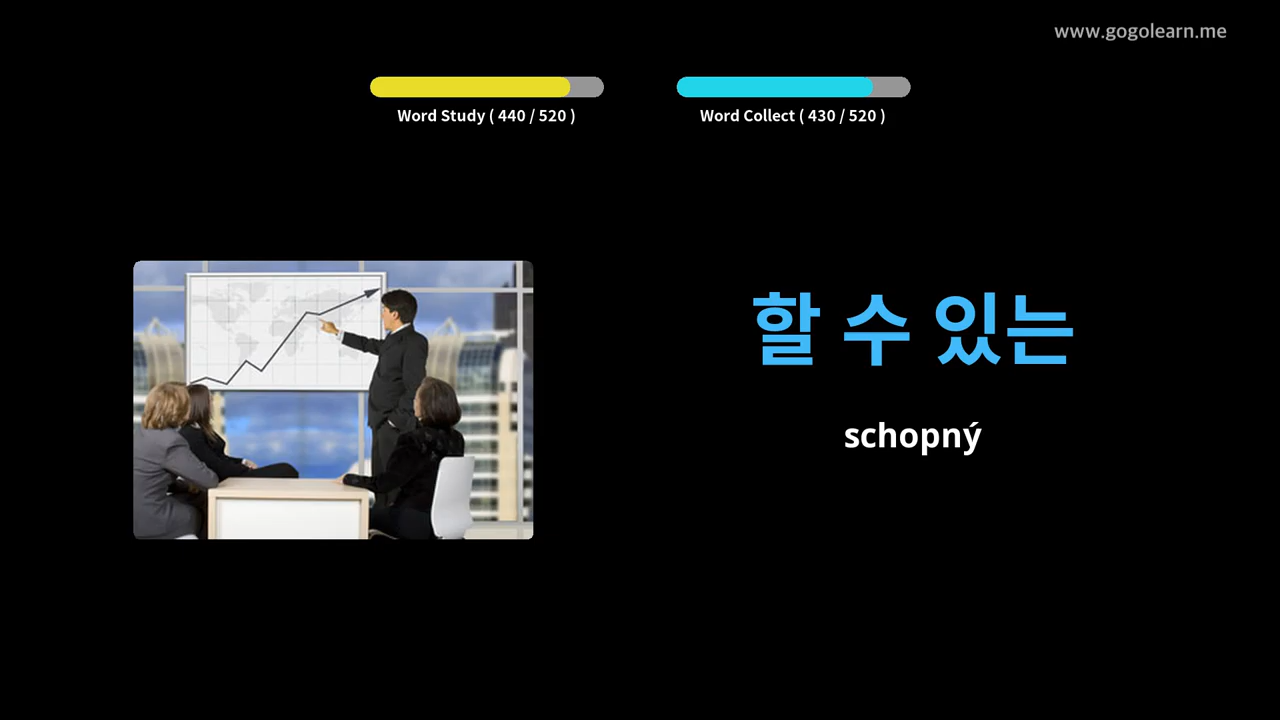 www.gogolearn.me
Word Study ( 440 / 520 )
Word Collect ( 430 / 520 )
할 수 있는
schopný